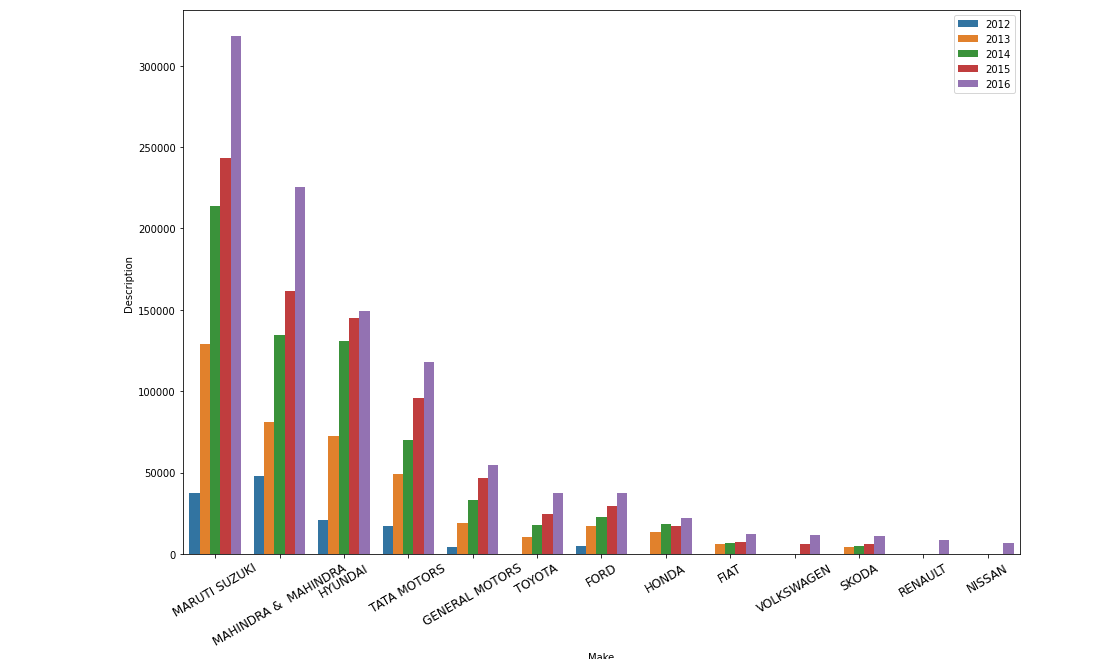 300000
250000
200000
150000
100000
50000
0
Description
2012
2013
2014
2015
2016
MARUTI SUZUKI
MAHINDRA &  MAHINDRA
HYUNDAI
TATA MOTORS
GENERAL MOTORS
TOYOTA
FORD
HONDA
FIAT
VOLKSWAGEN
SKODA
RENAULT
NISSAN
Make